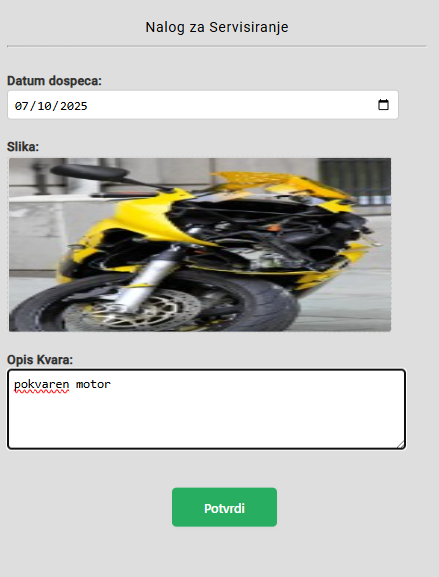 Nalog za Servisiranje
Datum dospeca:
07/10/2025
Slika:
Opis Kvara:
pokvaren motor
Potvrdi